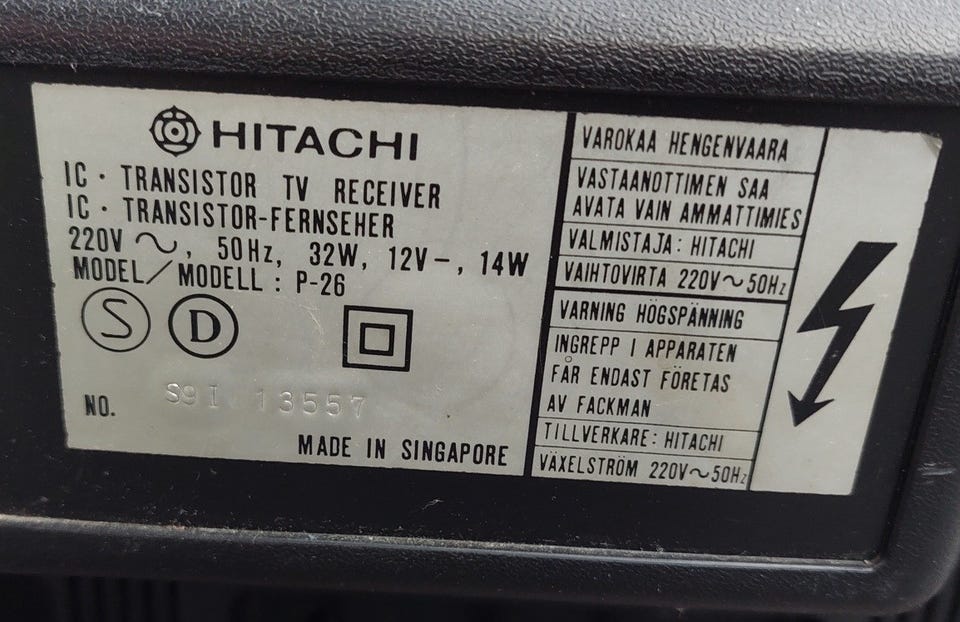 HITACHI
IC · TRANSISTOR TV RECEIVER
IC · TRANSISTOR-FERNSEHER
220V ~, 50Hz, 32W, 12V⎓, 14W
MODEL / MODELL : P-26
S D
NO. S9I 13557
MADE IN SINGAPORE
VAROKAA HENGENVAARA
VASTAANOTTIMEN SAA
AVATA VAIN AMMATTIMIES
VALMISTAJA: HITACHI
VAIHTOVIRTA 220V~50Hz
VARNING HÖGSPÄNNING
INGREPP I APPARATEN
FÅR ENDAST FÖRETAS
AV FACKMAN
TILLVERKARE: HITACHI
VÄXELSTRÖM 220V~50Hz